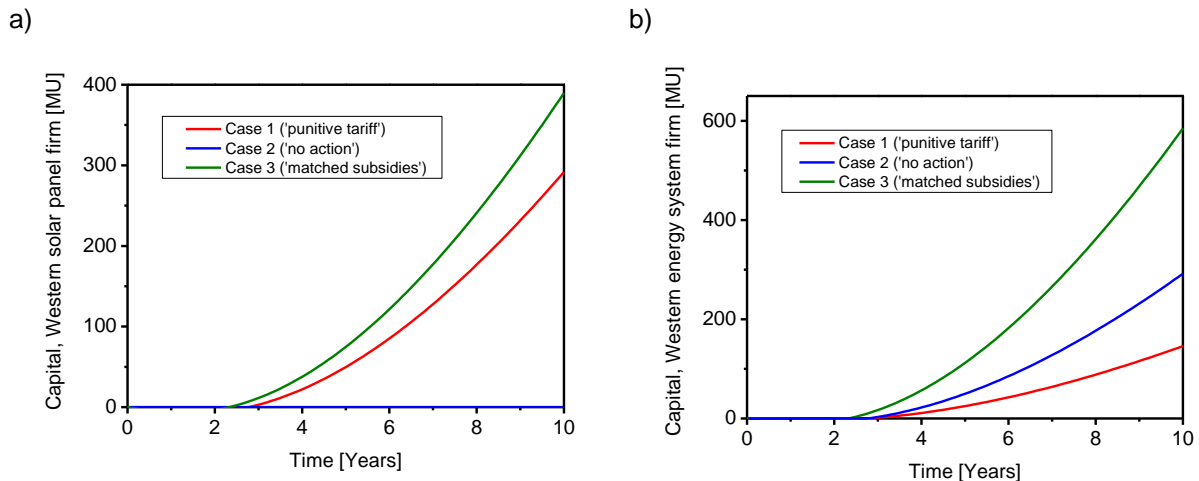 a)
Capital, Western solar panel firm [MU]
400
300
200
100
0
Case 1 ('punitive tariff')
Case 2 ('no action')
Case 3 ('matched subsidies')
0 2 4 6 8 10
Time [Years]
b)
Capital, Western energy system firm [MU]
600
400
200
0
Case 1 ('punitive tariff')
Case 2 ('no action')
Case 3 ('matched subsidies')
0 2 4 6 8 10
Time [Years]